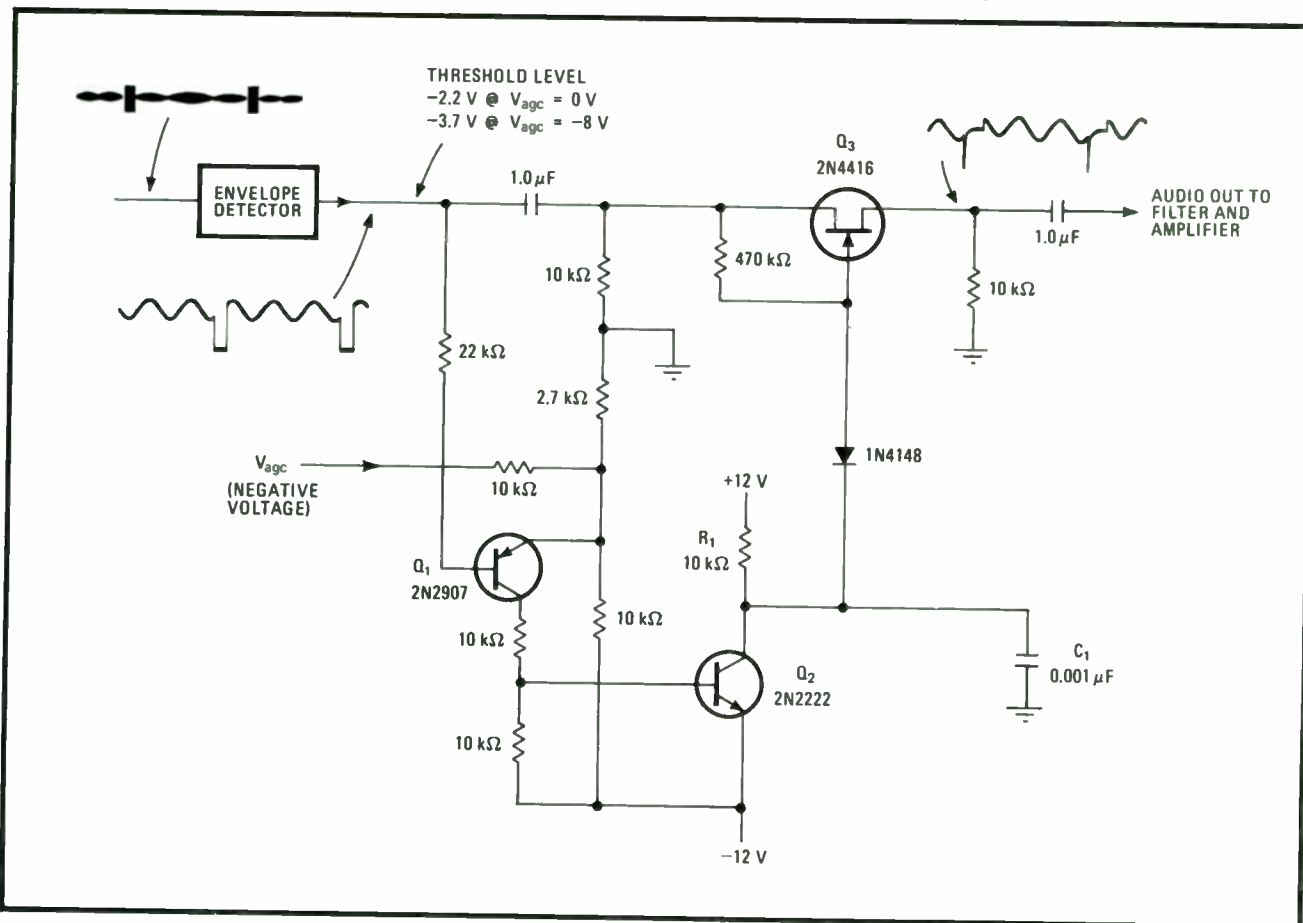 THRESHOLD LEVEL
−2.2 V @ Vagc = 0 V
−3.7 V @ Vagc = −8 V
ENVELOPE
DETECTOR
1.0 µF
Q3
2N4416
AUDIO OUT TO
FILTER AND
AMPLIFIER
1.0 µF
10 kΩ
470 kΩ
10 kΩ
22 kΩ
2.7 kΩ
Vagc
(NEGATIVE
VOLTAGE)
10 kΩ
1N4148
+12 V
R1
10 kΩ
Q1
2N2907
10 kΩ
10 kΩ
Q2
2N2222
C1
0.001 µF
10 kΩ
−12 V